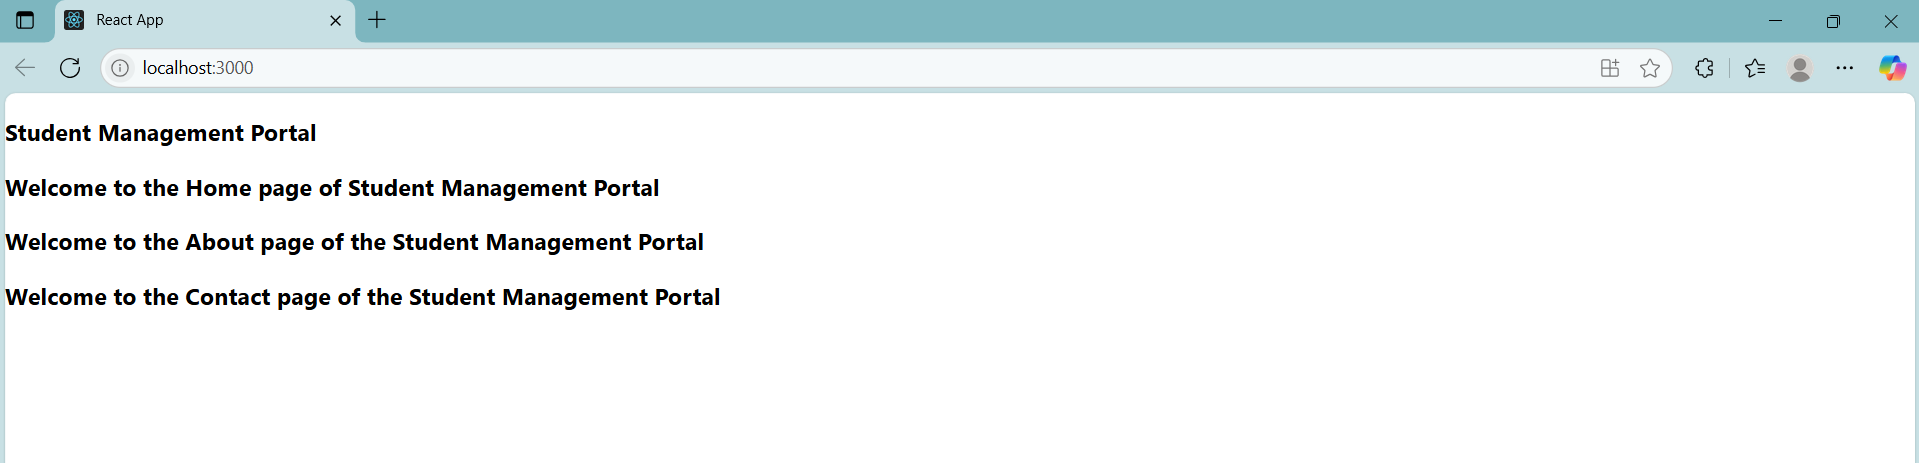 React App
localhost:3000
Student Management Portal
Welcome to the Home page of Student Management Portal
Welcome to the About page of the Student Management Portal
Welcome to the Contact page of the Student Management Portal